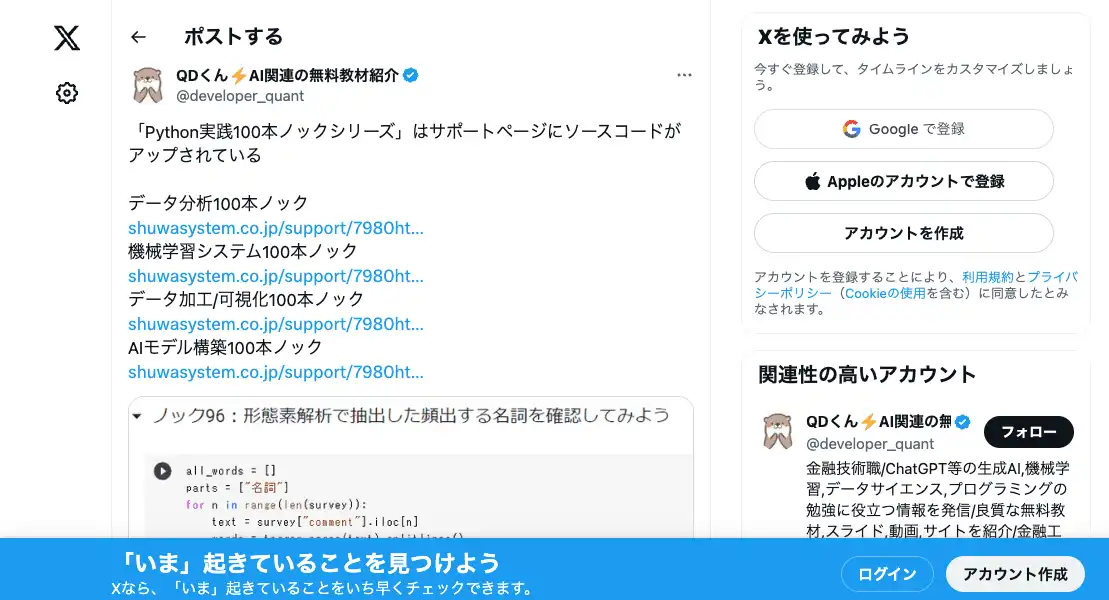 ポストする
QDくん⚡AI関連の無料教材紹介
@developer_quant
「Python実践100本ノックシリーズ」はサポートページにソースコードが
アップされている
データ分析100本ノック
shuwasystem.co.jp/support/7980ht…
機械学習システム100本ノック
shuwasystem.co.jp/support/7980ht…
データ加工/可視化100本ノック
shuwasystem.co.jp/support/7980ht…
AIモデル構築100本ノック
shuwasystem.co.jp/support/7980ht…
ノック96：形態素解析で抽出した頻出する名詞を確認してみよう
all_words = []
parts = ["名詞"]
for n in range(len(survey)):
text = survey["comment"].iloc[n]
Xを使ってみよう
今すぐ登録して、タイムラインをカスタマイズしましょ
う。
Google で登録
Appleのアカウントで登録
アカウントを作成
アカウントを登録することにより、利用規約とプライバ
シーポリシー（Cookieの使用を含む）に同意したとみ
なされます。
関連性の高いアカウント
QDくん⚡AI関連の無
@developer_quant
フォロー
金融技術職/ChatGPT等の生成AI,機械学
習,データサイエンス,プログラミングの
勉強に役立つ情報を発信/良質な無料教
材,スライド,動画,サイトを紹介/金融工
「いま」起きていることを見つけよう
Xなら、「いま」起きていることをいち早くチェックできます。
ログイン
アカウント作成